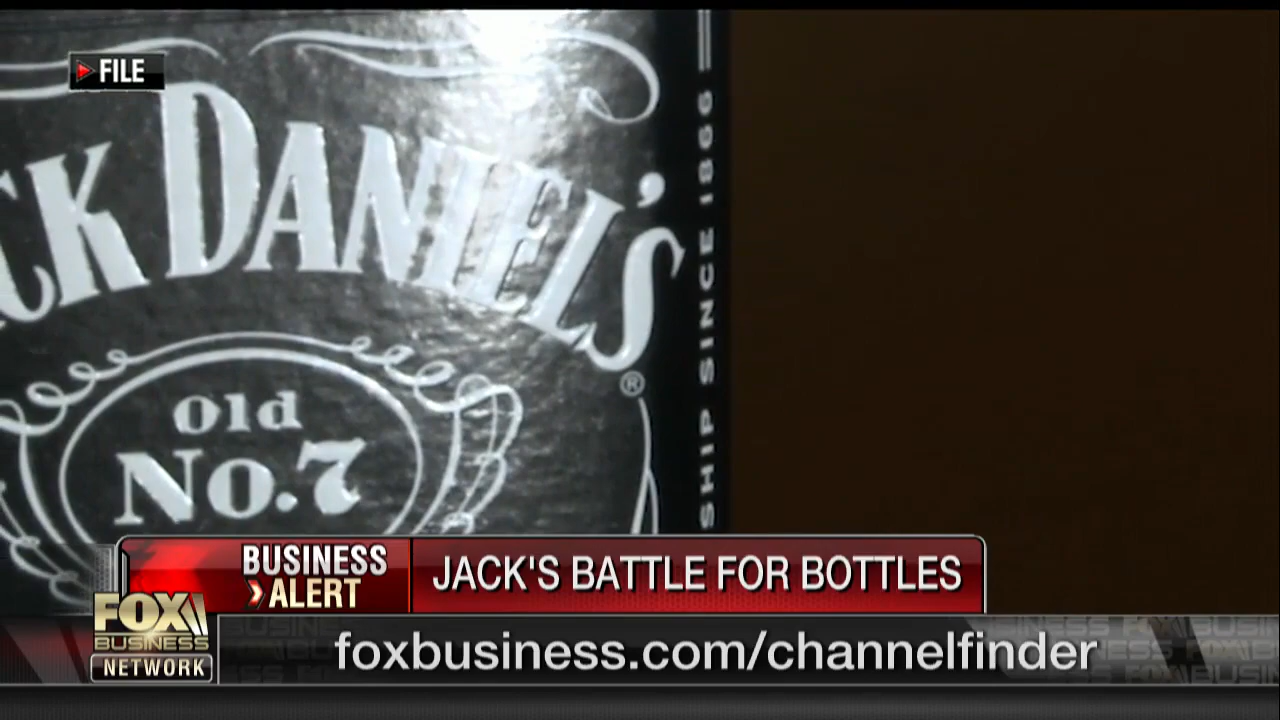 FILE
CK DANIEL'S
®
SHIP SINCE 1866
Old
No.7
BUSINESS
ALERT
JACK'S BATTLE FOR BOTTLES
FOX
BUSINESS
NETWORK
foxbusiness.com/channelfinder